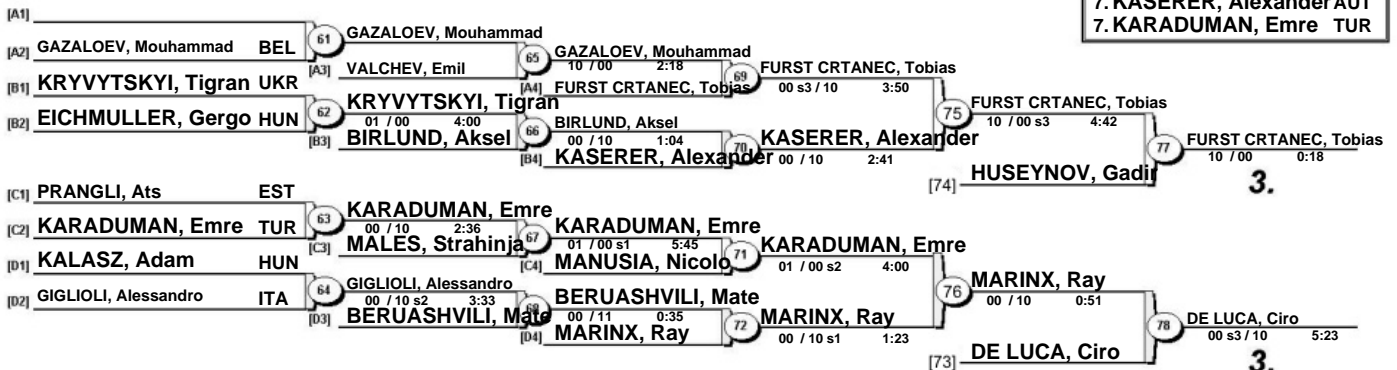 7. KASERER, Alexander AUT
7. KARADUMAN, Emre TUR
[A1]
[A2] GAZALOEV, Mouhammad BEL
61
GAZALOEV, Mouhammad
[A3] VALCHEV, Emil
65
GAZALOEV, Mouhammad
10 / 00 2:18
[A4] FURST CRTANEC, Tobias
69
FURST CRTANEC, Tobias
00 s3 / 10 3:50
[B1] KRYVYTSKYI, Tigran UKR
[B2] EICHMULLER, Gergo HUN
62
KRYVYTSKYI, Tigran
01 / 00 4:00
[B3] BIRLUND, Aksel
66
BIRLUND, Aksel
00 / 10 1:04
[B4] KASERER, Alexander
70
KASERER, Alexander
00 / 10 2:41
75
FURST CRTANEC, Tobias
10 / 00 s3 4:42
[74] HUSEYNOV, Gadir
77
FURST CRTANEC, Tobias
10 / 00 0:18
3.
[C1] PRANGLI, Ats EST
[C2] KARADUMAN, Emre TUR
63
KARADUMAN, Emre
00 / 10 2:36
[C3] MALES, Strahinja
67
KARADUMAN, Emre
01 / 00 s1 5:45
[C4] MANUSIA, Nicolo
71
KARADUMAN, Emre
01 / 00 s2 4:00
[D1] KALASZ, Adam HUN
[D2] GIGLIOLI, Alessandro ITA
64
GIGLIOLI, Alessandro
00 / 10 s2 3:33
[D3] BERUASHVILI, Mate
BERUASHVILI, Mate
00 / 11 0:35
[D4] MARINX, Ray
72
MARINX, Ray
00 / 10 s1 1:23
76
MARINX, Ray
00 / 10 0:51
[73] DE LUCA, Ciro
78
DE LUCA, Ciro
00 s3 / 10 5:23
3.